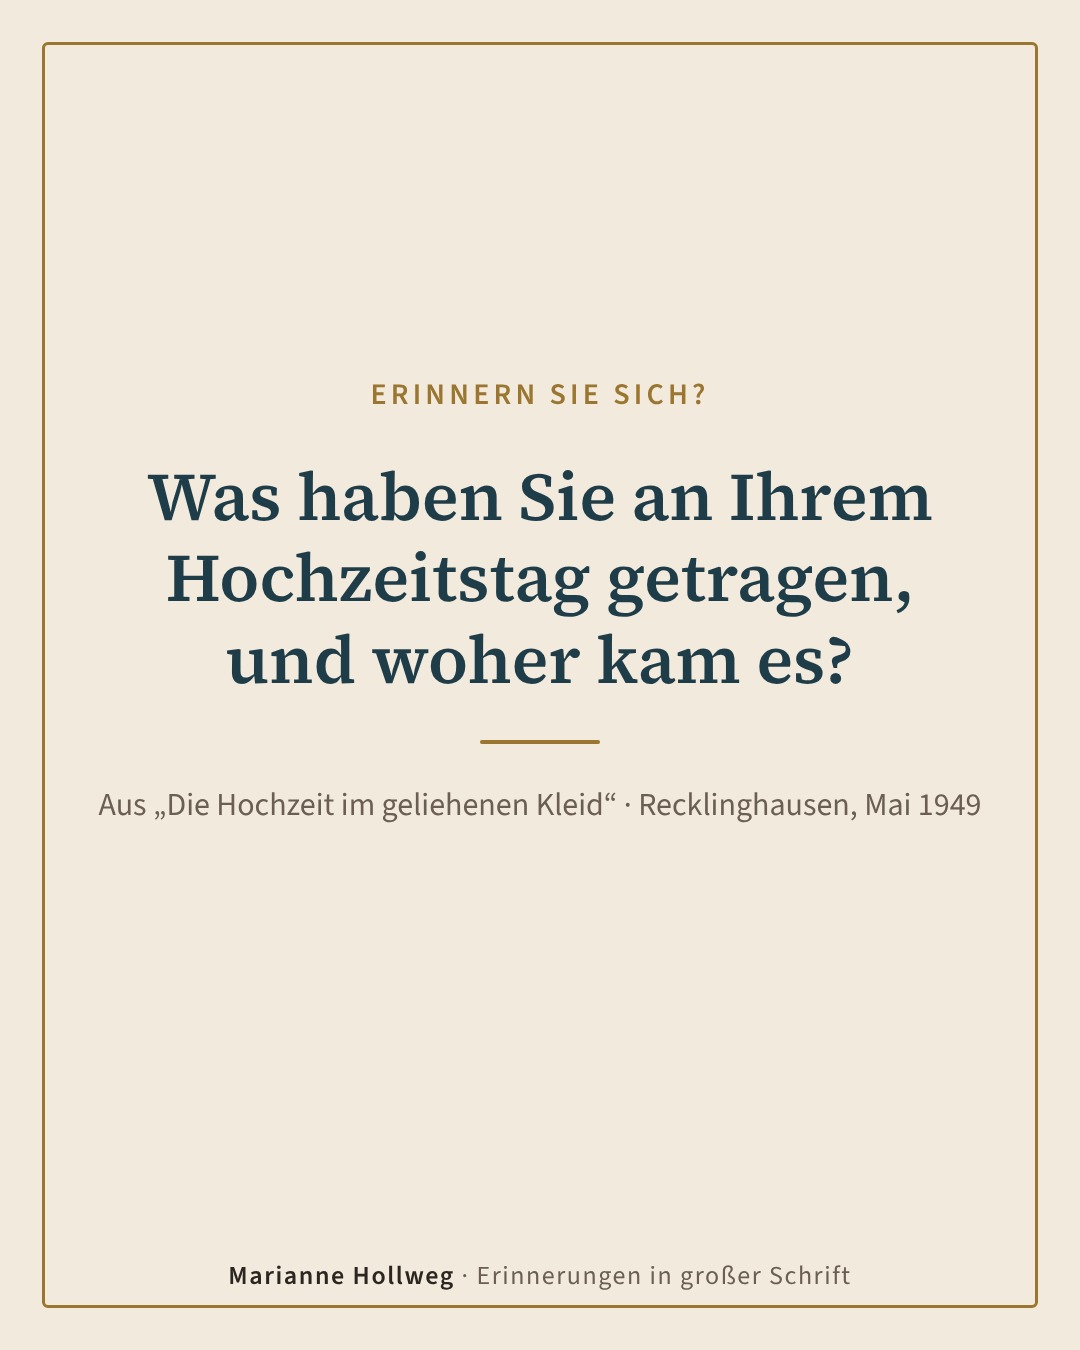 ERINNERN SIE SICH?
Was haben Sie an Ihrem
Hochzeitstag getragen,
und woher kam es?
Aus „Die Hochzeit im geliehenen Kleid“ · Recklinghausen, Mai 1949
Marianne Hollweg · Erinnerungen in großer Schrift